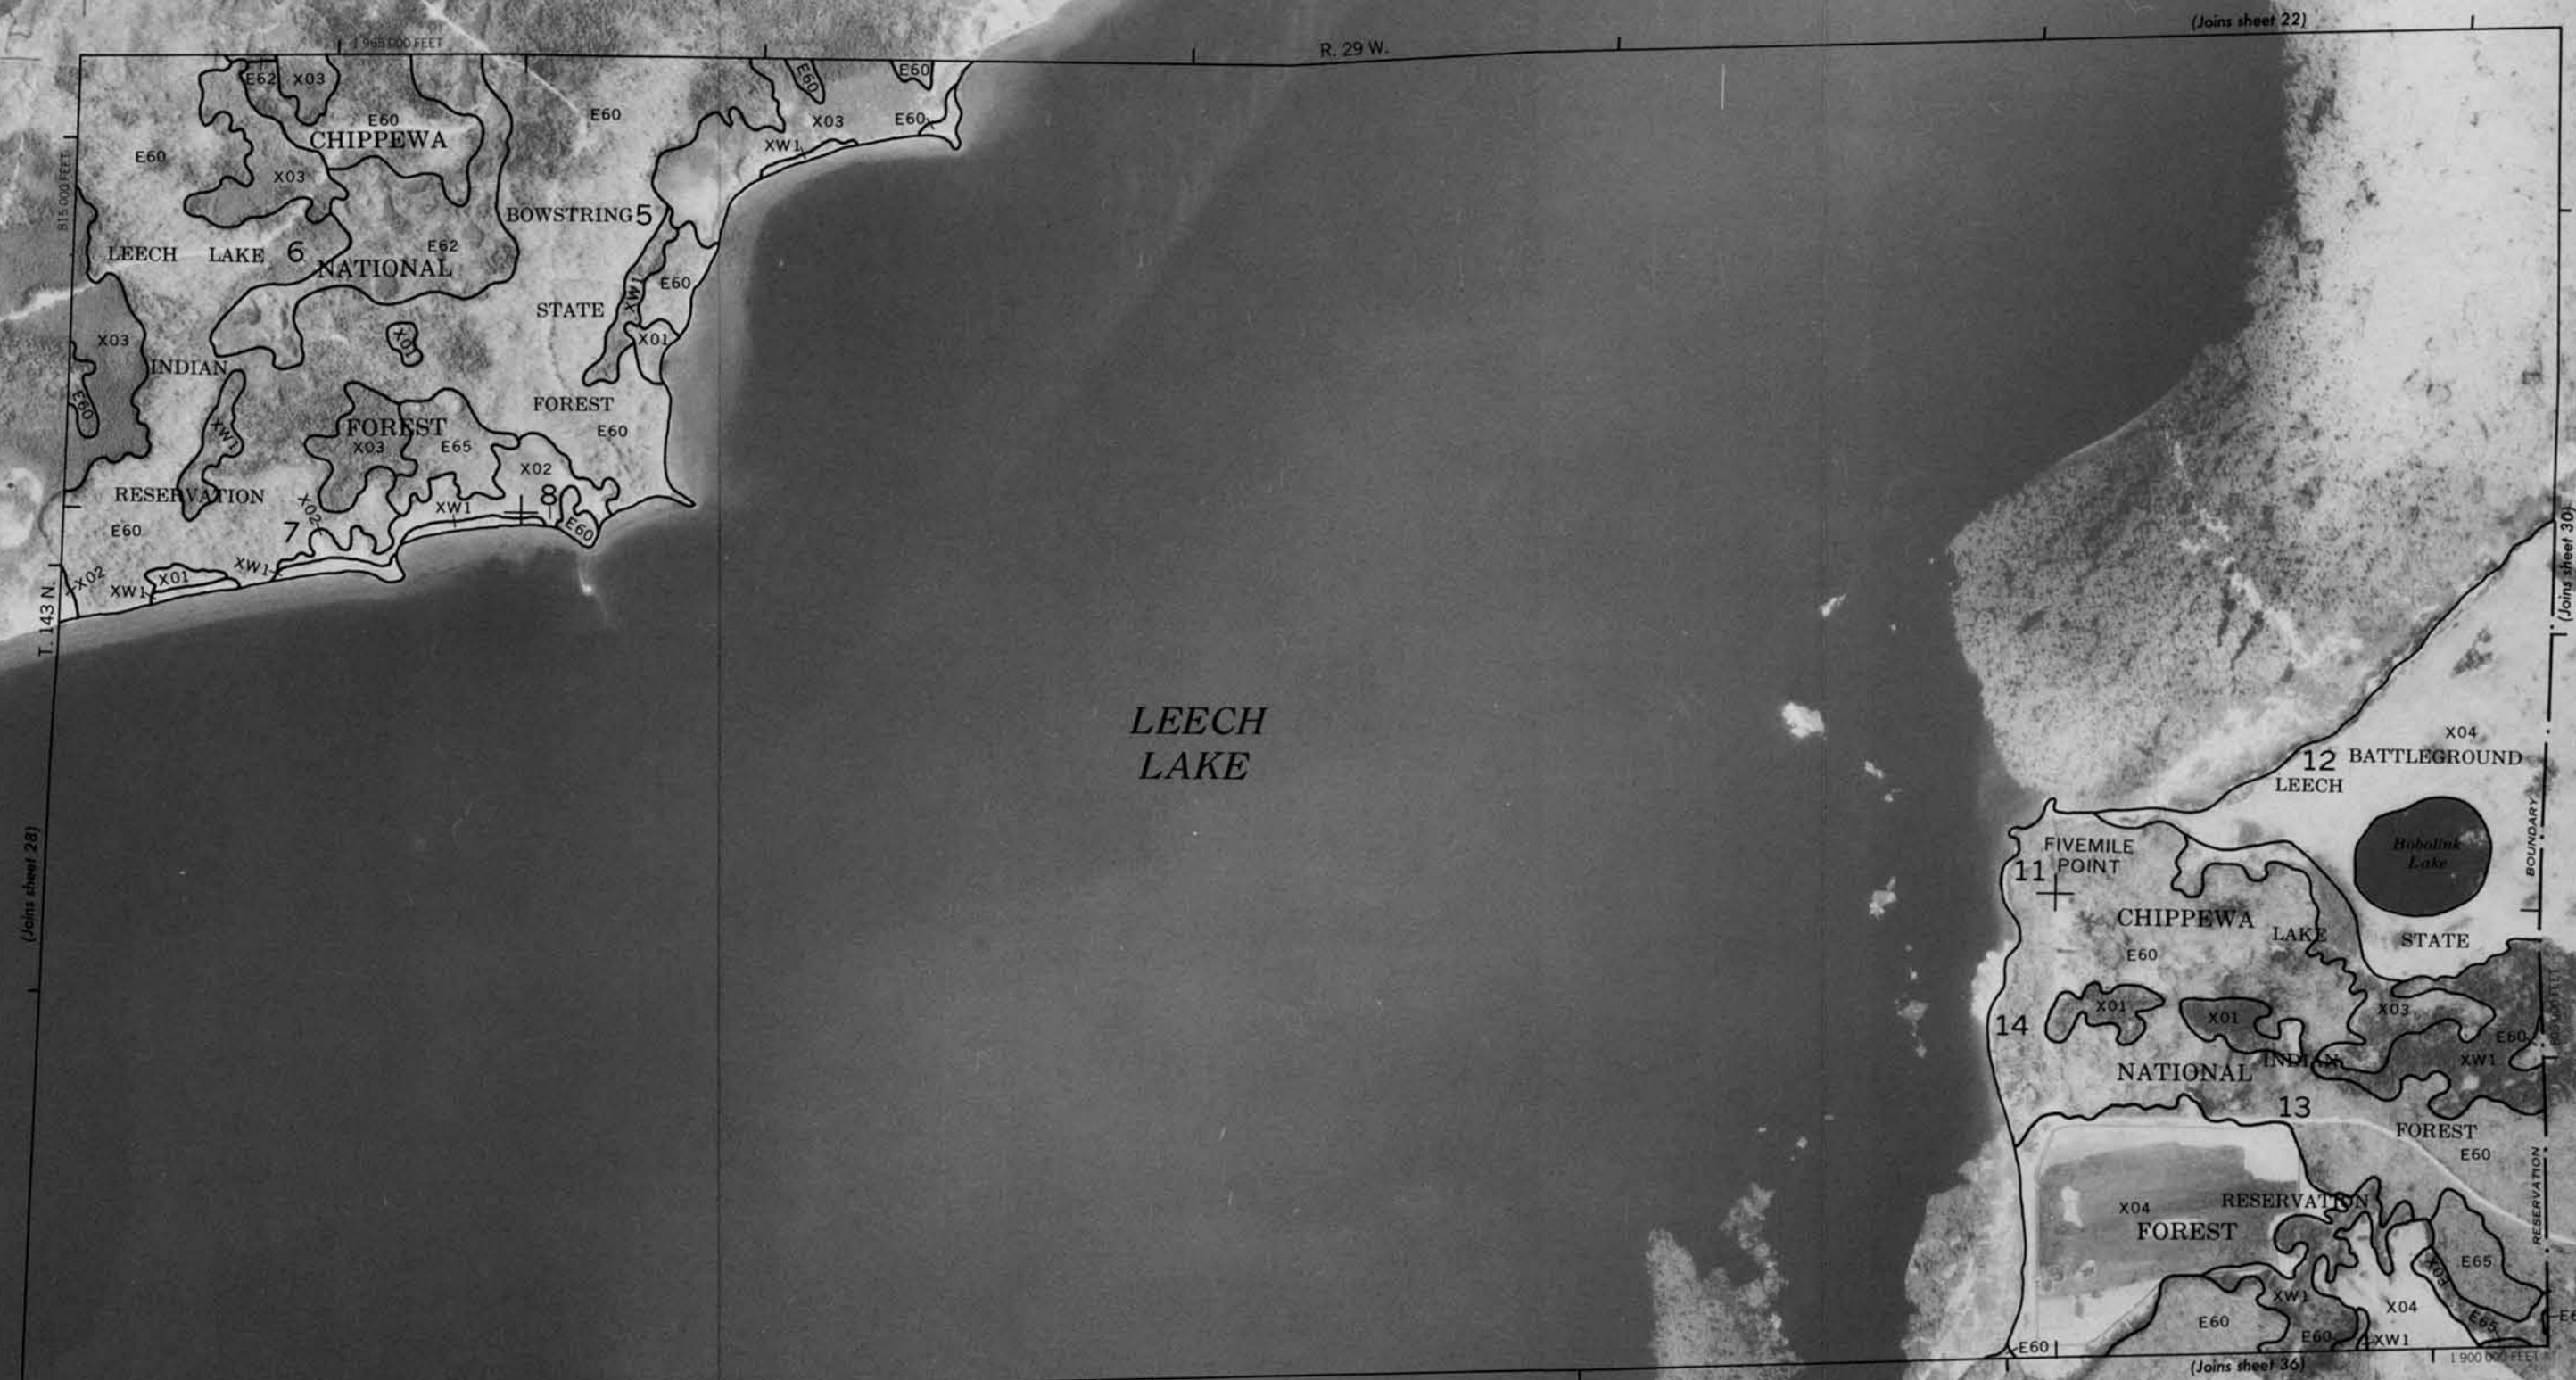 (Joins sheet 22)
1 965 000 FEET
R. 29 W.
E62 X03
E60
E60
E60
E60
CHIPPEWA
E60
X03
E60
XW1
E60
X03
815 000 FEET
BOWSTRING 5
LEECH LAKE 6
E62
NATIONAL
E60
XW1
STATE
X03
X01
X01
INDIAN
E60
FOREST
FOREST
E60
XW1
X03
E65
X02
RESERVATION
8
X02
XW1
E60
E60
7
XW1
X02
X01
XW1
T. 143 N.
(Joins sheet 30)
LEECH
LAKE
X04
12 BATTLEGROUND
LEECH
(Joins sheet 28)
BOUNDARY
Bobolink
Lake
FIVEMILE
POINT
11
CHIPPEWA
LAKE
STATE
E60
X01
X01
X03
14
E60
XW1
INDIAN
NATIONAL
13
FOREST
E60
RESERVATION
X04
RESERVATION
FOREST
E65
X03
XW1
X04
E60
E65
E60
XW1
E60
1 900 000 FEET
(Joins sheet 36)